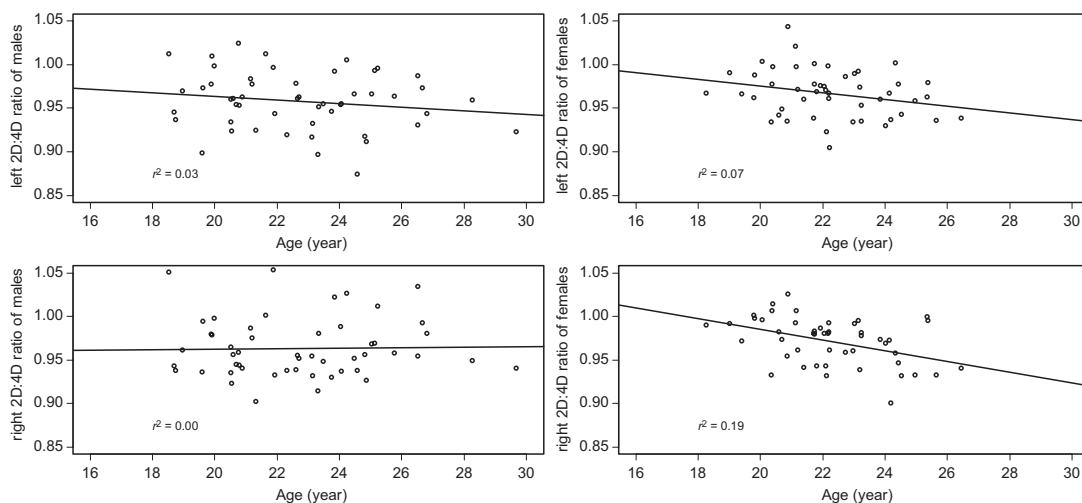 left 2D:4D ratio of males
1.05
1.00
0.95
0.90
0.85
r² = 0.03
16 18 20 22 24 26 28 30
Age (year)
left 2D:4D ratio of females
1.05
1.00
0.95
0.90
0.85
r² = 0.07
16 18 20 22 24 26 28 30
Age (year)
right 2D:4D ratio of males
1.05
1.00
0.95
0.90
0.85
r² = 0.00
16 18 20 22 24 26 28 30
Age (year)
right 2D:4D ratio of females
1.05
1.00
0.95
0.90
0.85
r² = 0.19
16 18 20 22 24 26 28 30
Age (year)